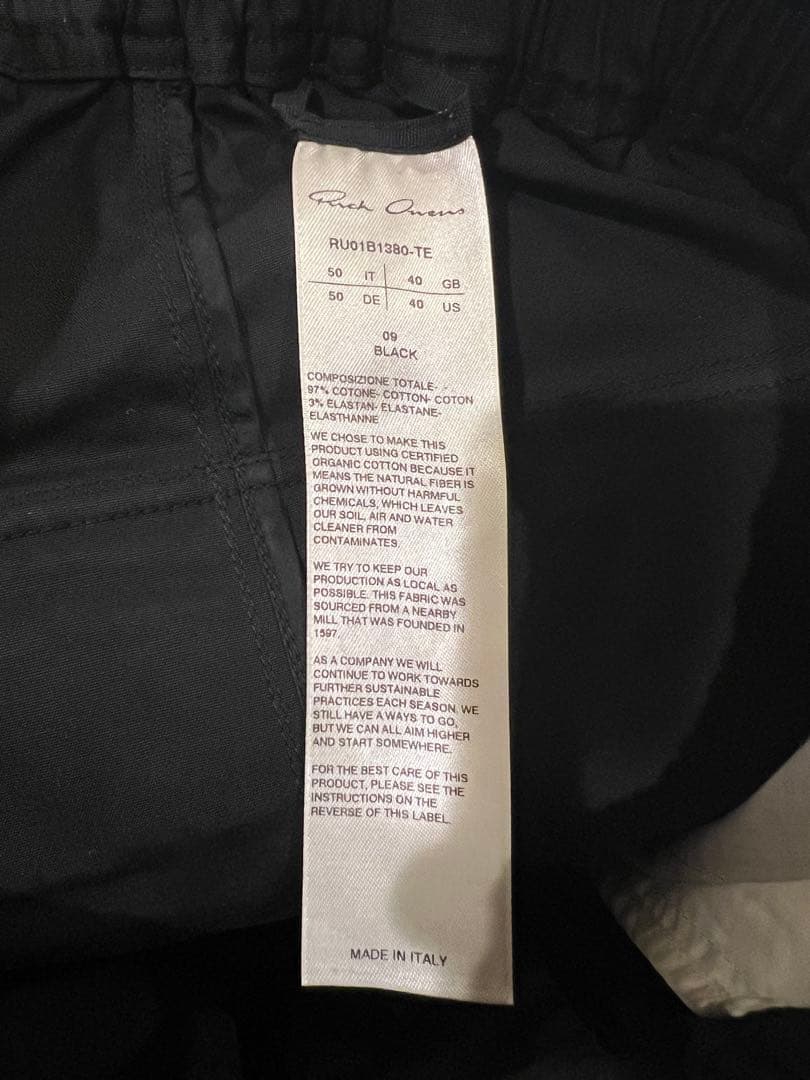 Rick Owens
RU01B1380-TE
50 IT 40 GB
50 DE 40 US
09
BLACK
COMPOSIZIONE TOTALE- -
97% COTONE- COTTON- COTON
3% ELASTAN- ELASTANE-
ELASTHANNE
WE CHOSE TO MAKE THIS
PRODUCT USING CERTIFIED
ORGANIC COTTON BECAUSE IT
MEANS THE NATURAL FIBER IS
GROWN WITHOUT HARMFUL
CHEMICALS, WHICH LEAVES
OUR SOIL, AIR AND WATER
CLEANER FROM
CONTAMINATES.
WE TRY TO KEEP OUR
PRODUCTION AS LOCAL AS
POSSIBLE. THIS FABRIC WAS
SOURCED FROM A NEARBY
MILL THAT WAS FOUNDED IN
1597.
AS A COMPANY WE WILL
CONTINUE TO WORK TOWARDS
FURTHER SUSTAINABLE
PRACTICES EACH SEASON. WE
STILL HAVE A WAYS TO GO,
BUT WE CAN ALL AIM HIGHER
AND START SOMEWHERE.
FOR THE BEST CARE OF THIS
PRODUCT, PLEASE SEE THE
INSTRUCTIONS ON THE
REVERSE OF THIS LABEL.
MADE IN ITALY